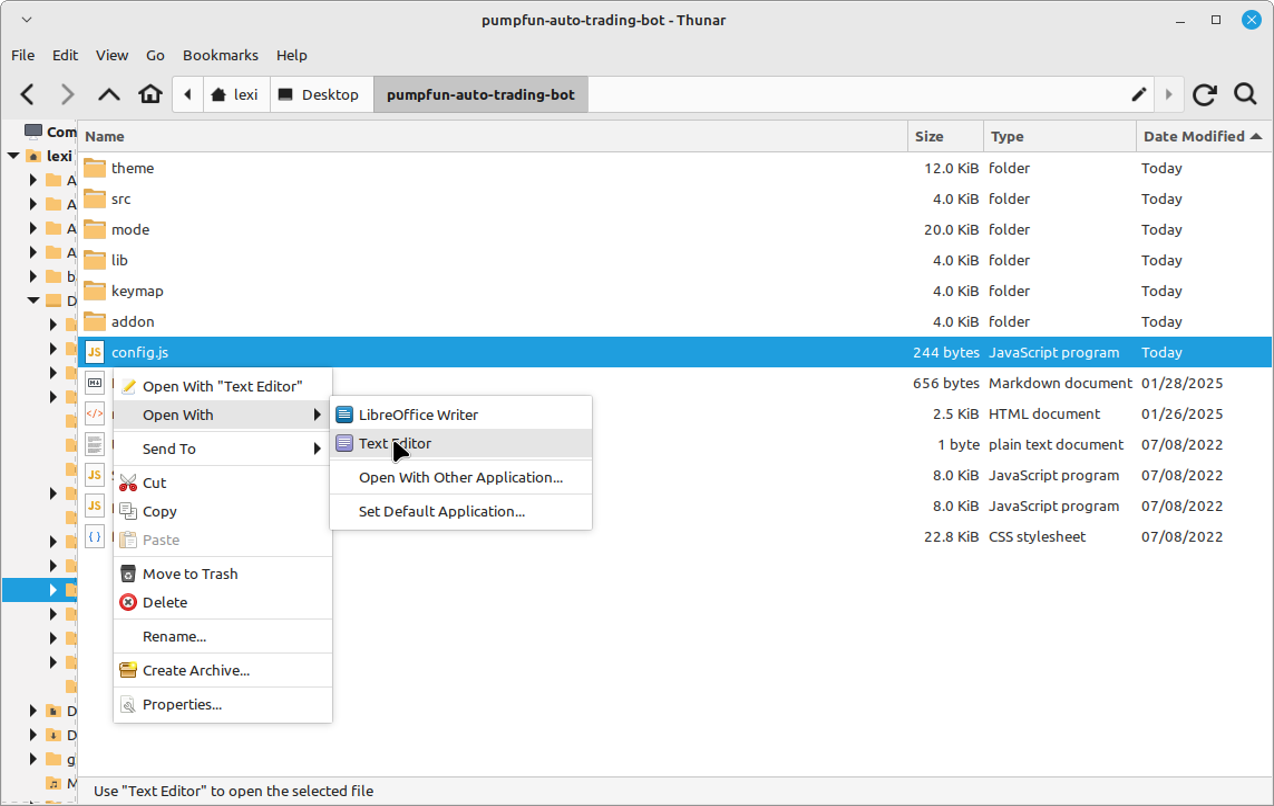 pumpfun-auto-trading-bot - Thunar
File Edit View Go Bookmarks Help
lexi Desktop pumpfun-auto-trading-bot
Com
lexi
A
A
A
A
b
D
D
D
g
M
Name Size Type Date Modified
theme 12.0 KiB folder Today
src 4.0 KiB folder Today
mode 20.0 KiB folder Today
lib 4.0 KiB folder Today
keymap 4.0 KiB folder Today
addon 4.0 KiB folder Today
JS config.js 244 bytes JavaScript program Today
656 bytes Markdown document 01/28/2025
</> 2.5 KiB HTML document 01/26/2025
1 byte plain text document 07/08/2022
JS 8.0 KiB JavaScript program 07/08/2022
JS 8.0 KiB JavaScript program 07/08/2022
{ } 22.8 KiB CSS stylesheet 07/08/2022
Open With "Text Editor"
Open With
Send To
Cut
Copy
Paste
Move to Trash
Delete
Rename...
Create Archive...
Properties...
LibreOffice Writer
Text Editor
Open With Other Application...
Set Default Application...
Use "Text Editor" to open the selected file